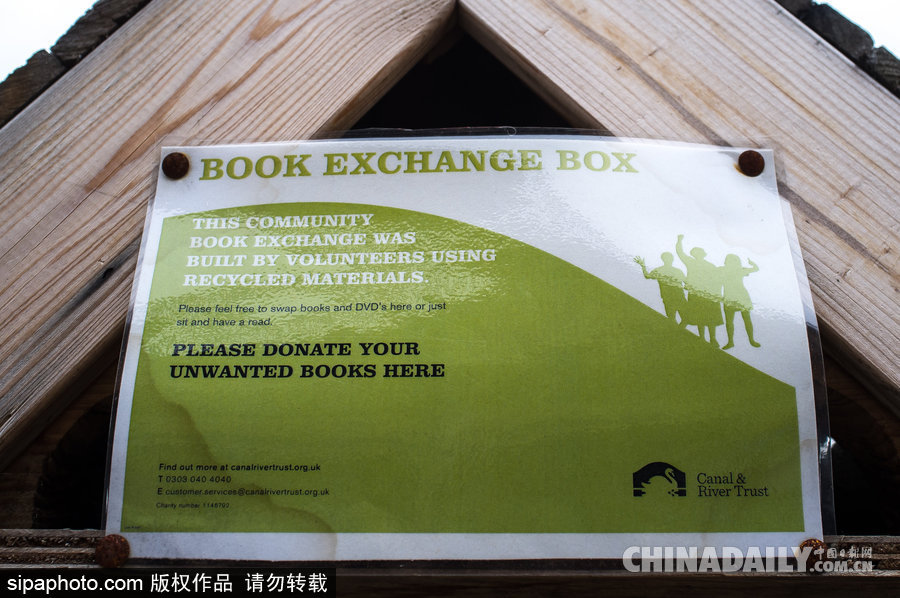 BOOK EXCHANGE BOX
THIS COMMUNITY
BOOK EXCHANGE WAS
BUILT BY VOLUNTEERS USING
RECYCLED MATERIALS.
Please feel free to swap books and DVD's here or just
sit and have a read.
PLEASE DONATE YOUR
UNWANTED BOOKS HERE
Find out more at canalrivertrust.org.uk
T 0303 040 4040
E customer.services@canalrivertrust.org.uk
Charity number 1146792
Canal &
River Trust
CHINADAILY 中国日报网
.COM.CN
sipaphoto.com 版权作品 请勿转载